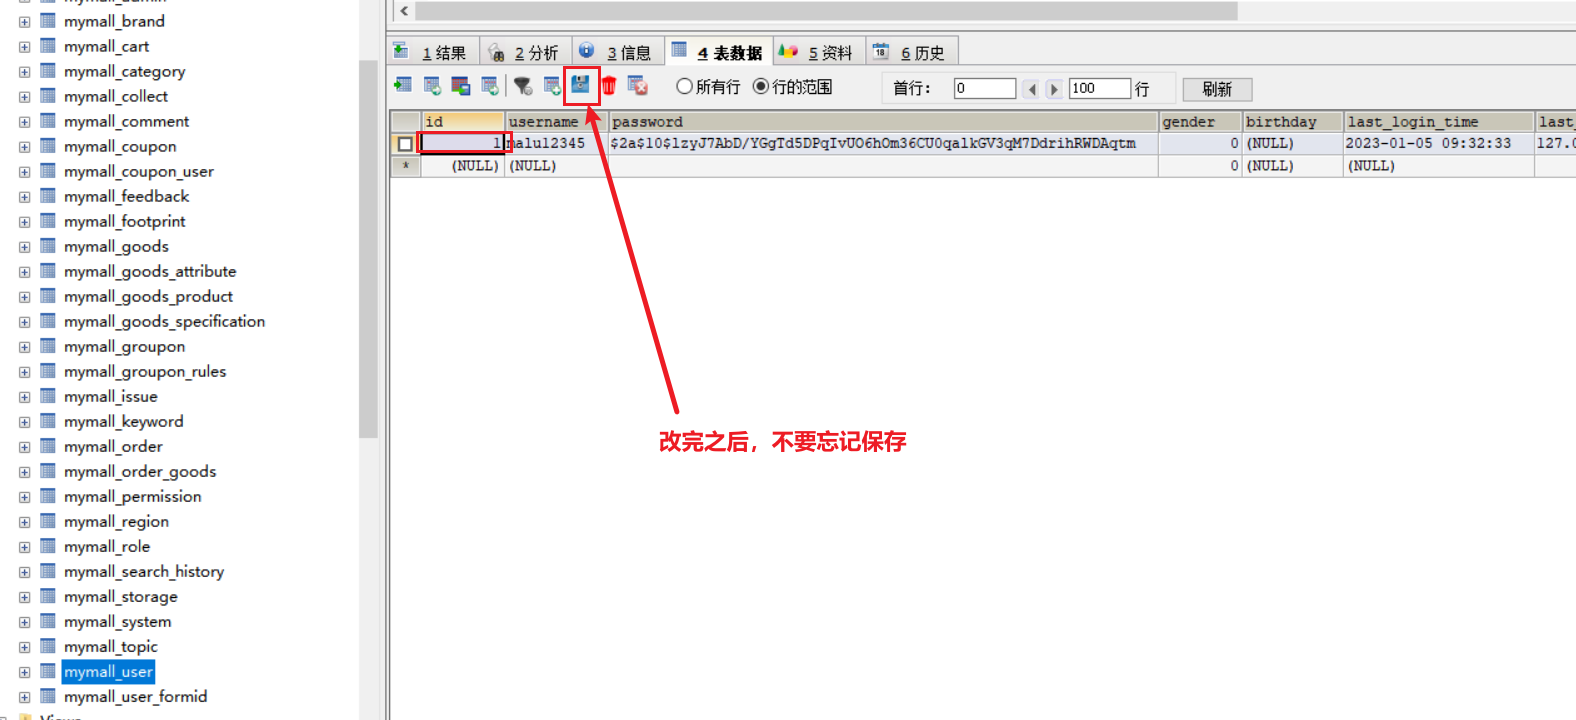 mymall_brand
mymall_cart
mymall_category
mymall_collect
mymall_comment
mymall_coupon
mymall_coupon_user
mymall_feedback
mymall_footprint
mymall_goods
mymall_goods_attribute
mymall_goods_product
mymall_goods_specification
mymall_groupon
mymall_groupon_rules
mymall_issue
mymall_keyword
mymall_order
mymall_order_goods
mymall_permission
mymall_region
mymall_role
mymall_search_history
mymall_storage
mymall_system
mymall_topic
mymall_user
mymall_user_formid
1 结果 2 分析 3 信息 4 表数据 5 资料 6 历史
所有行 行的范围 首行： 0 100 行 刷新
id username password gender birthday last_login_time last_
1 malu12345 $2a$10$lzyJ7AbD/YGgTd5DPqIvUO6hOm36CU0qalkGV3qM7DdrihRWDAqtm 0 (NULL) 2023-01-05 09:32:33 127.0
* (NULL) (NULL) 0 (NULL) (NULL)
改完之后，不要忘记保存